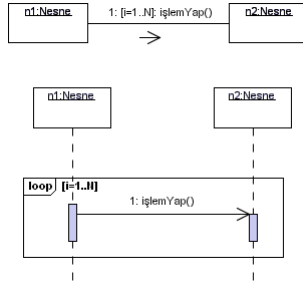 n1:Nesne
1: [i=1..N]: işlemYap()
n2:Nesne
n1:Nesne
n2:Nesne
loop [i=1..N]
1: işlemYap()